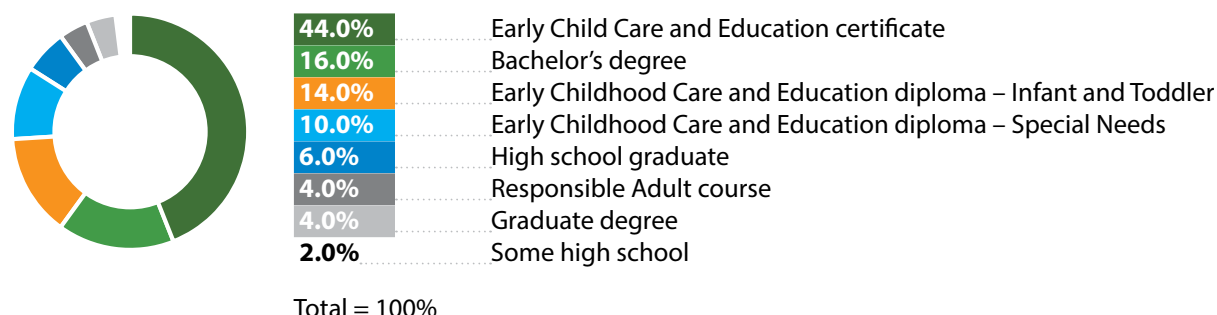 44.0% Early Child Care and Education certificate
16.0% Bachelor’s degree
14.0% Early Childhood Care and Education diploma – Infant and Toddler
10.0% Early Childhood Care and Education diploma – Special Needs
6.0% High school graduate
4.0% Responsible Adult course
4.0% Graduate degree
2.0% Some high school
Total = 100%